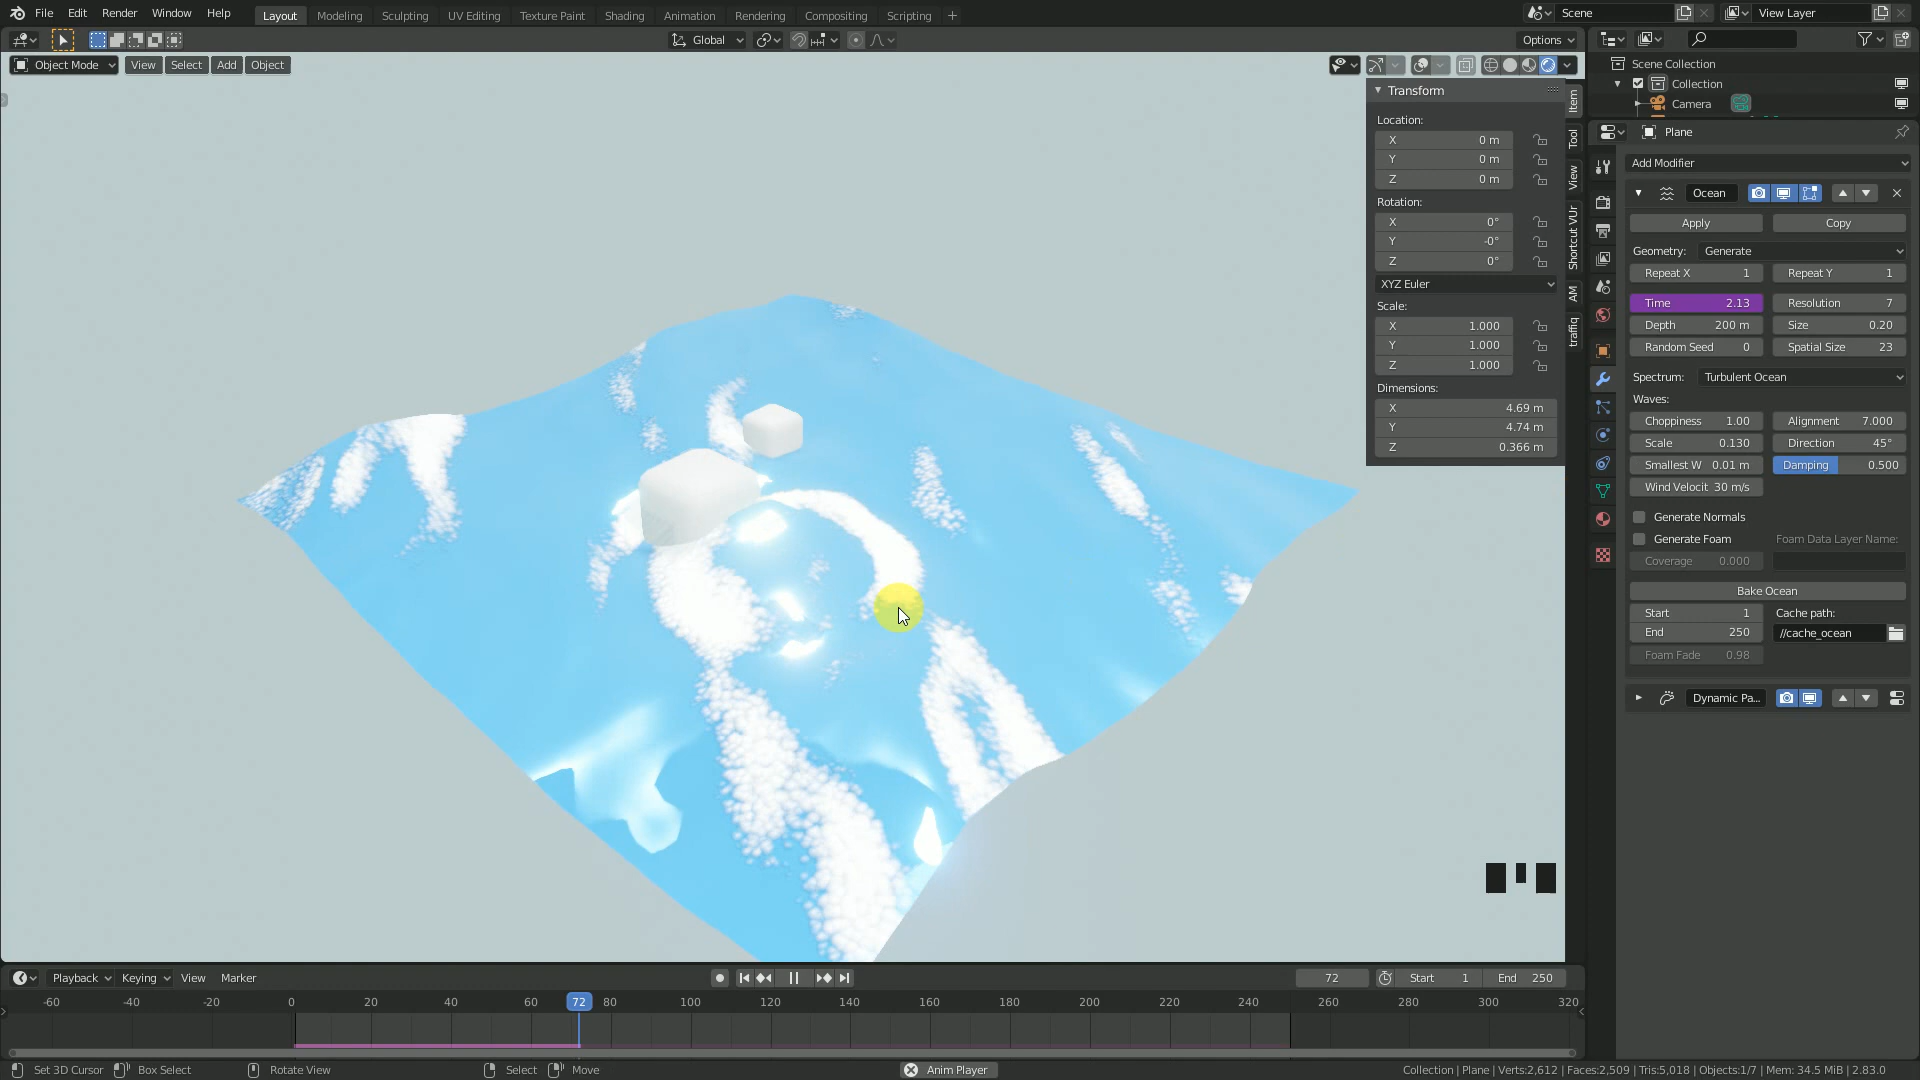 File Edit Render Window Help Layout Modeling Sculpting UV Editing Texture Paint Shading Animation Rendering Compositing Scripting + Scene View Layer
Global Options
Object Mode View Select Add Object
Scene Collection
Collection
Camera
Plane
Add Modifier
Transform
Location:
X 0 m
Y 0 m
Z 0 m
Rotation:
X 0°
Y -0°
Z 0°
XYZ Euler
Scale:
X 1.000
Y 1.000
Z 1.000
Dimensions:
X 4.69 m
Y 4.74 m
Z 0.366 m
Item
Tool
View
Shortcut VUr
AM
traffiq
Ocean
Apply Copy
Geometry: Generate
Repeat X 1 Repeat Y 1
Time 2.13 Resolution 7
Depth 200 m Size 0.20
Random Seed 0 Spatial Size 23
Spectrum: Turbulent Ocean
Waves:
Choppiness 1.00 Alignment 7.000
Scale 0.130 Direction 45°
Smallest W 0.01 m Damping 0.500
Wind Velocit 30 m/s
Generate Normals
Generate Foam Foam Data Layer Name:
Coverage 0.000
Bake Ocean
Start 1 Cache path:
End 250 //cache_ocean
Foam Fade 0.98
Dynamic Pa...
Playback Keying View Marker 72 Start 1 End 250
-60 -40 -20 0 20 40 60 72 80 100 120 140 160 180 200 220 240 260 280 300 320
Set 3D Cursor Box Select Rotate View Select Move Anim Player Collection | Plane | Verts:2,612 | Faces:2,509 | Tris:5,018 | Objects:1/7 | Mem: 34.5 MiB | 2.83.0